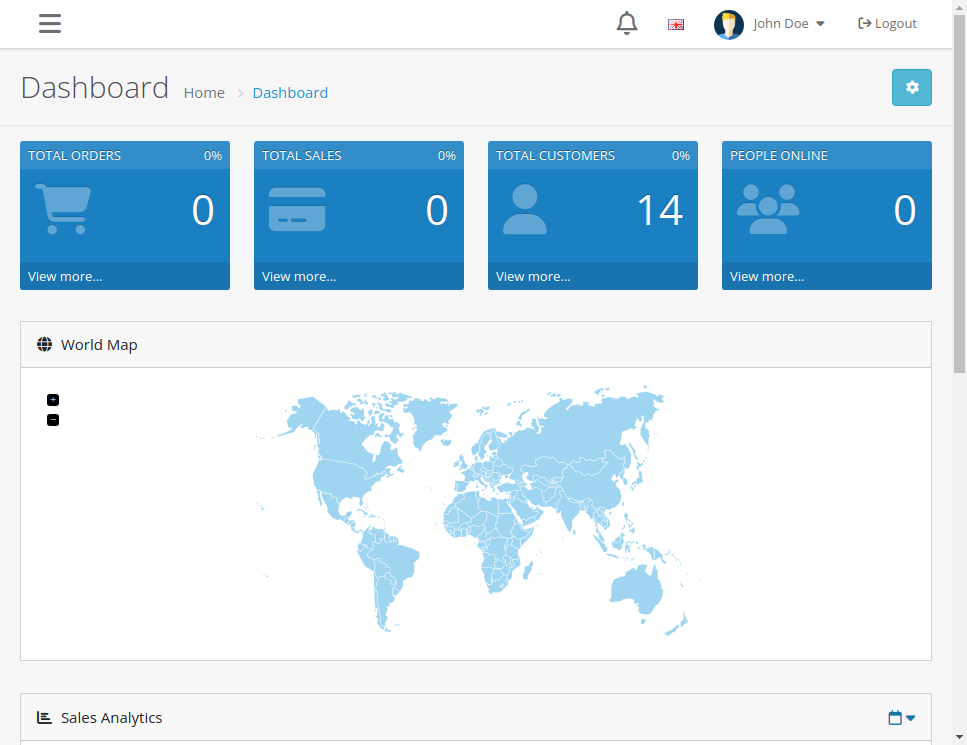 John Doe
Logout
Dashboard
Home
Dashboard
TOTAL ORDERS 0%
0
View more...
TOTAL SALES 0%
0
View more...
TOTAL CUSTOMERS 0%
14
View more...
PEOPLE ONLINE
0
View more...
World Map
+
−
Sales Analytics